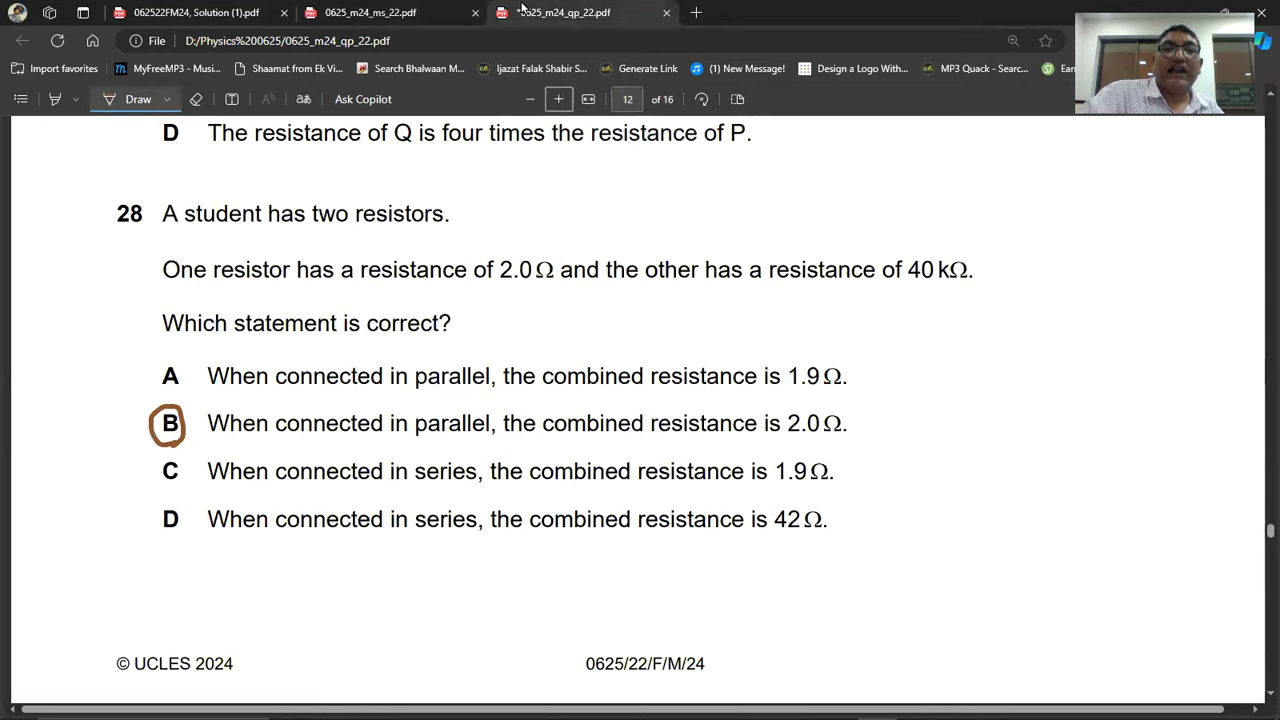 062522FM24, Solution (1).pdf
0625_m24_ms_22.pdf
0625_m24_qp_22.pdf
File
D:/Physics%200625/0625_m24_qp_22.pdf
Import favorites
MyFreeMP3 - Musi...
Shaamat from Ek Vi...
Search Bhalwah M...
Ijazat Falak Shabir S...
Generate Link
(1) New Message!
Design a Logo With...
MP3 Quack - Searc...
Ear
Draw
Ask Copilot
12 of 16
D The resistance of Q is four times the resistance of P.
28 A student has two resistors.
One resistor has a resistance of 2.0 Ω and the other has a resistance of 40 kΩ.
Which statement is correct?
A When connected in parallel, the combined resistance is 1.9 Ω.
B When connected in parallel, the combined resistance is 2.0 Ω.
C When connected in series, the combined resistance is 1.9 Ω.
D When connected in series, the combined resistance is 42 Ω.
© UCLES 2024
0625/22/F/M/24